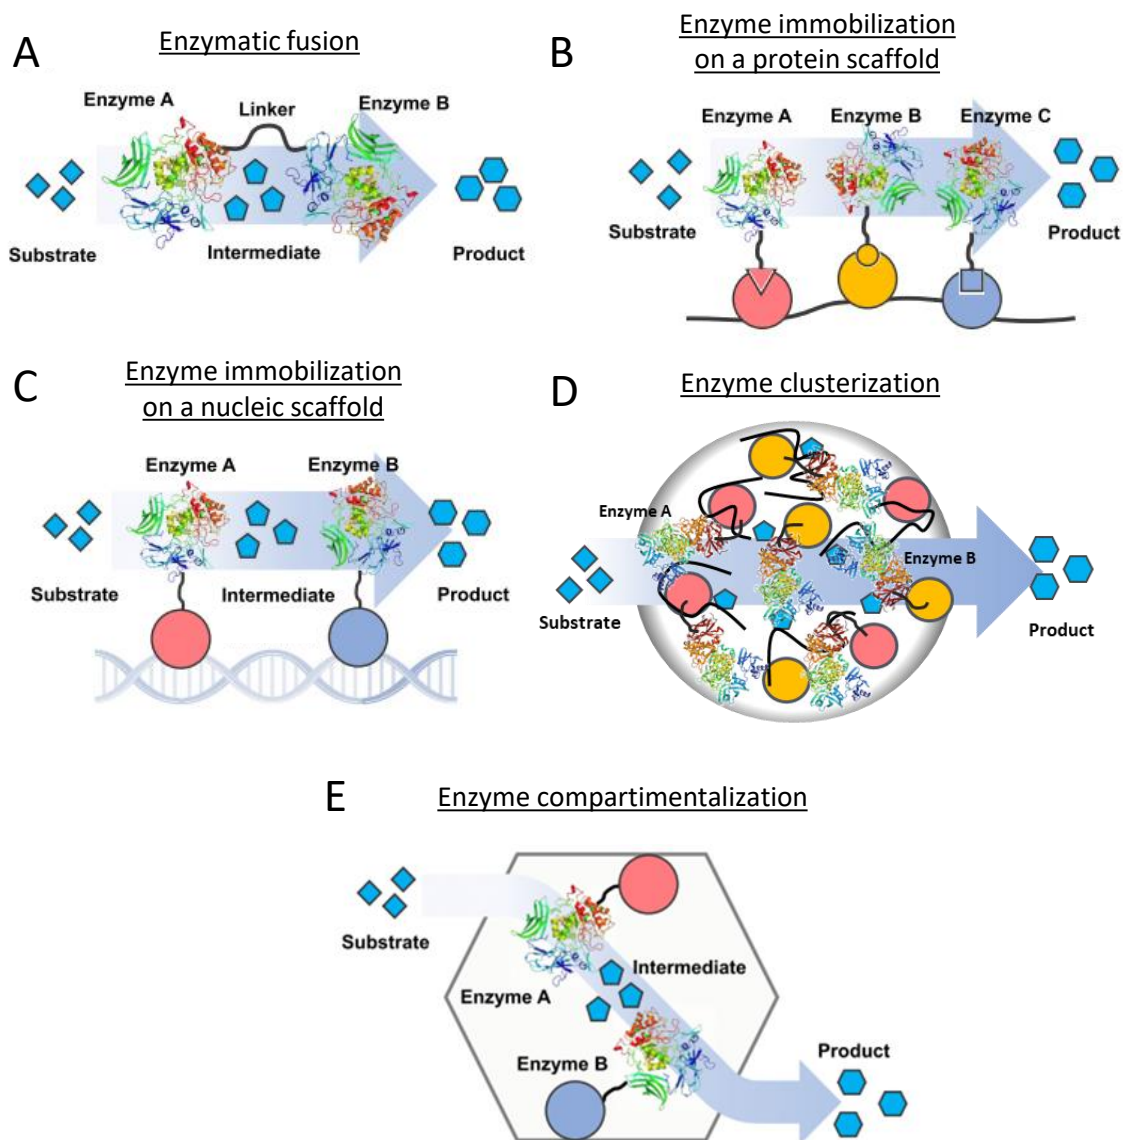 A
Enzymatic fusion
Enzyme A
Linker
Enzyme B
Substrate
Intermediate
Product
B
Enzyme immobilization
on a protein scaffold
Enzyme A
Enzyme B
Enzyme C
Substrate
Product
C
Enzyme immobilization
on a nucleic scaffold
Enzyme A
Enzyme B
Substrate
Intermediate
Product
D
Enzyme clusterization
Enzyme A
Enzyme B
Substrate
Product
E
Enzyme compartimentalization
Substrate
Intermediate
Enzyme A
Enzyme B
Product